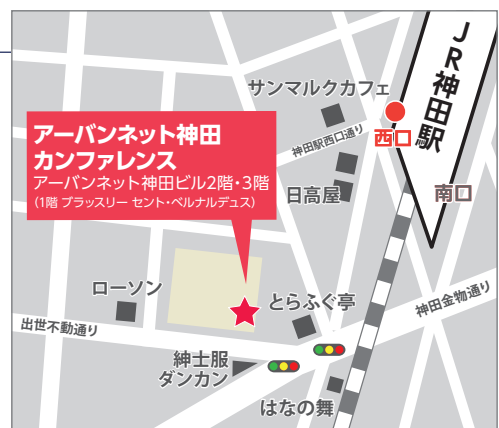 JR神田駅
サンマルクカフェ
神田駅西口通り
西口
アーバンネット神田
カンファレンス
アーバンネット神田ビル2階・3階
(1階 ブラッスリー セント・ベルナルデュス)
日高屋
南口
ローソン
とらふぐ亭
神田金物通り
出世不動通り
紳士服
ダンカン
はなの舞